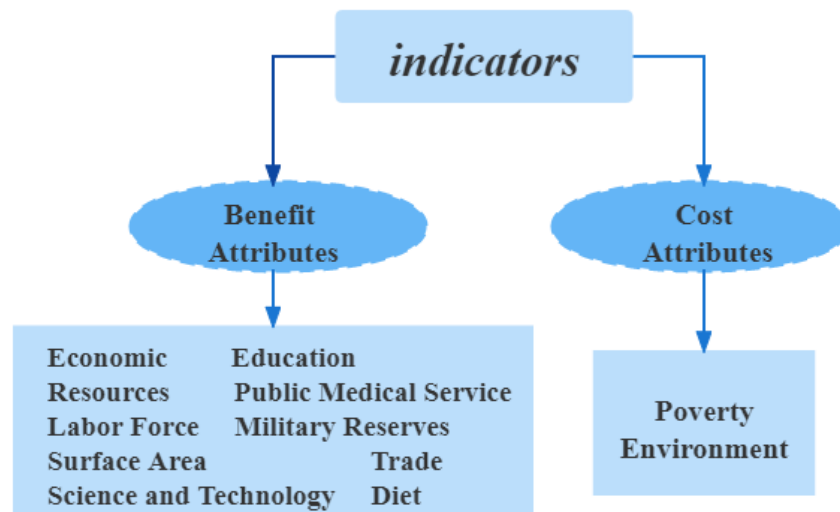 indicators
Benefit
Attributes
Cost
Attributes
Economic Education
Resources Public Medical Service
Labor Force Military Reserves
Surface Area Trade
Science and Technology Diet
Poverty
Environment